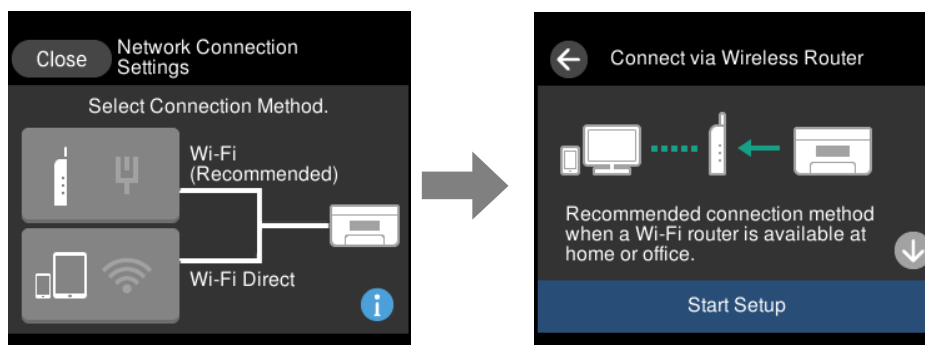 Close
Network Connection
Settings
Select Connection Method.
Wi-Fi
(Recommended)
Wi-Fi Direct
i
Connect via Wireless Router
Recommended connection method
when a Wi-Fi router is available at
home or office.
Start Setup